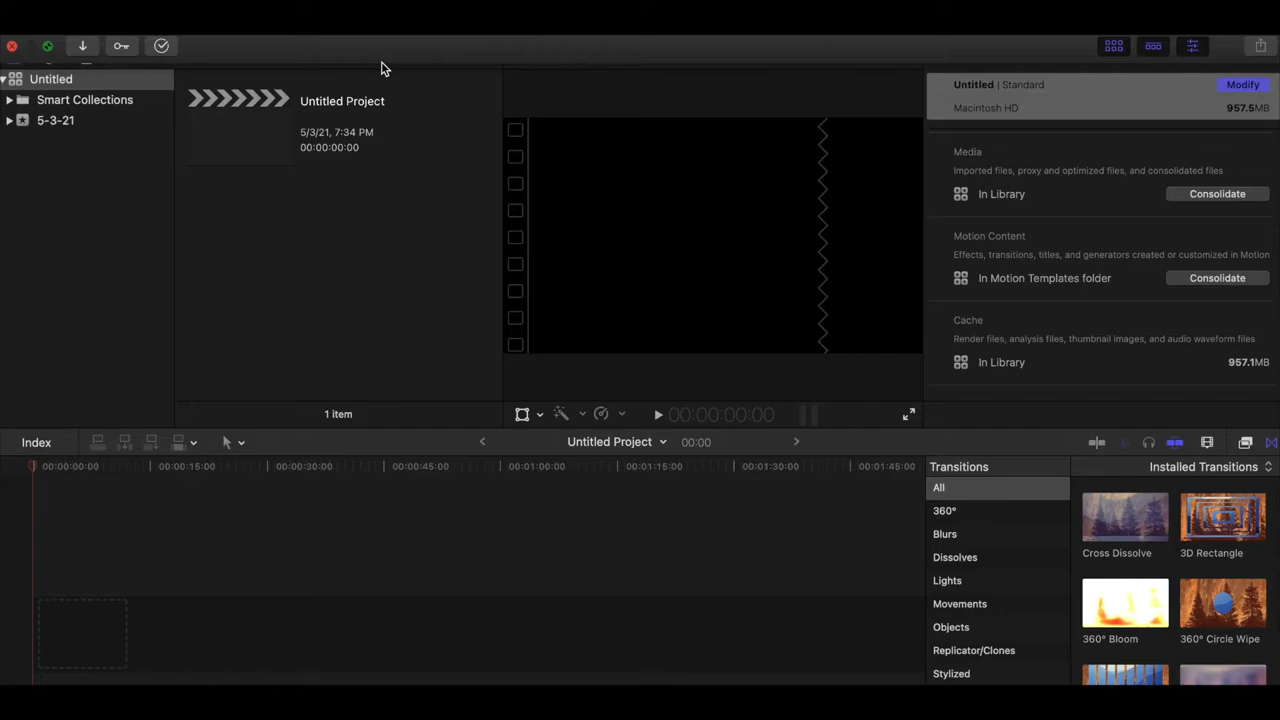 Untitled
Smart Collections
5-3-21
Untitled Project
5/3/21, 7:34 PM
00:00:00:00
1 item
00:00:00:00
Untitled | Standard
Modify
Macintosh HD
957.5MB
Media
Imported files, proxy and optimized files, and consolidated files
In Library
Consolidate
Motion Content
Effects, transitions, titles, and generators created or customized in Motion
In Motion Templates folder
Consolidate
Cache
Render files, analysis files, thumbnail images, and audio waveform files
In Library
957.1MB
Index
Untitled Project
00:00
00:00:00:00
00:00:15:00
00:00:30:00
00:00:45:00
00:01:00:00
00:01:15:00
00:01:30:00
00:01:45:00
Transitions
Installed Transitions
All
360°
Blurs
Dissolves
Lights
Movements
Objects
Replicator/Clones
Stylized
Cross Dissolve
3D Rectangle
360° Bloom
360° Circle Wipe